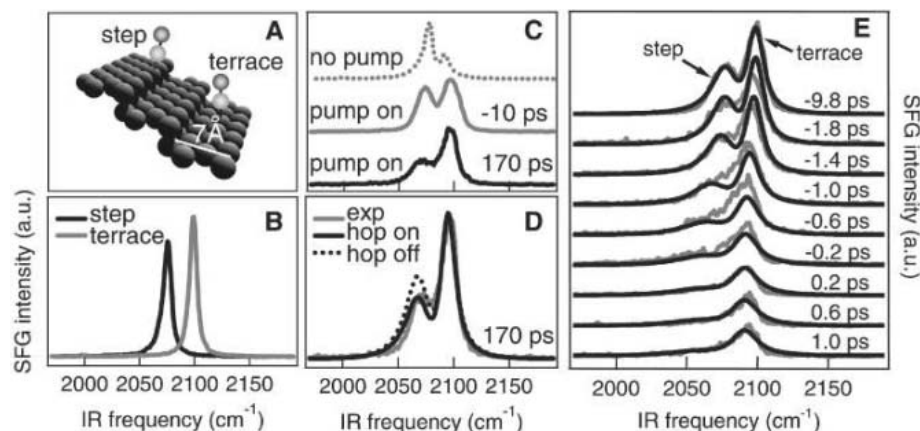 A
step
terrace
7Å
B
step
terrace
SFG intensity (a.u.)
2000 2050 2100 2150
IR frequency (cm⁻¹)
C
no pump
pump on
-10 ps
pump on
170 ps
D
exp
hop on
hop off
170 ps
2000 2050 2100 2150
IR frequency (cm⁻¹)
E
step
terrace
-9.8 ps
-1.8 ps
-1.4 ps
-1.0 ps
-0.6 ps
-0.2 ps
0.2 ps
0.6 ps
1.0 ps
2000 2050 2100 2150
IR frequency (cm⁻¹)
SFG intensity (a.u.)